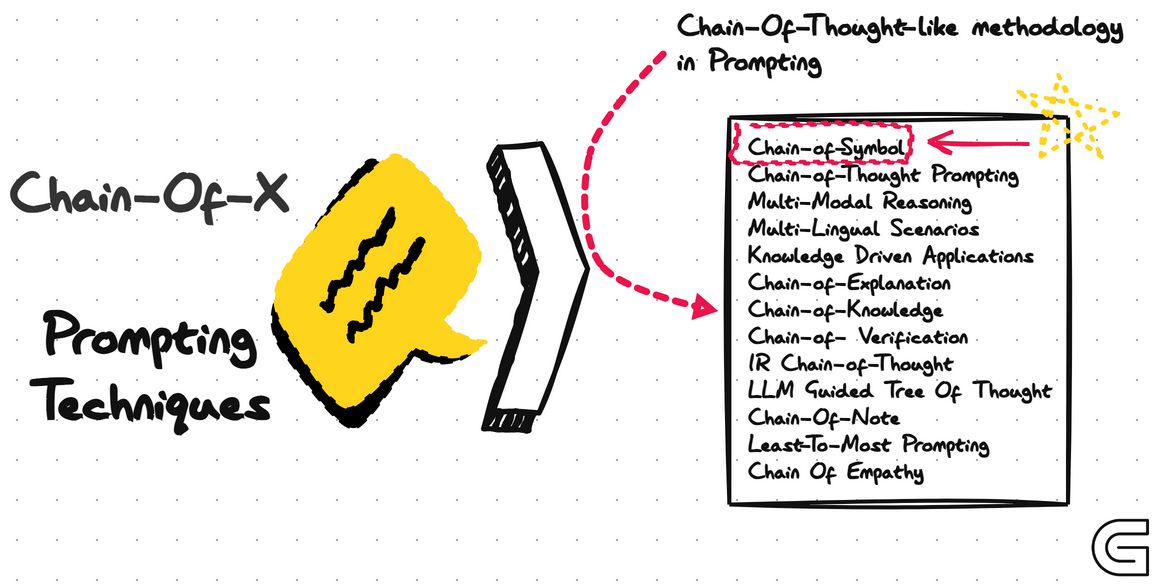 Chain-Of-Thought-like methodology
in Prompting
Chain-Of-X
Prompting
Techniques
Chain-of-Symbol
Chain-of-Thought Prompting
Multi-Modal Reasoning
Multi-Lingual Scenarios
Knowledge Driven Applications
Chain-of-Explanation
Chain-of-Knowledge
Chain-of- Verification
IR Chain-of-Thought
LLM Guided Tree Of Thought
Chain-Of-Note
Least-To-Most Prompting
Chain Of Empathy